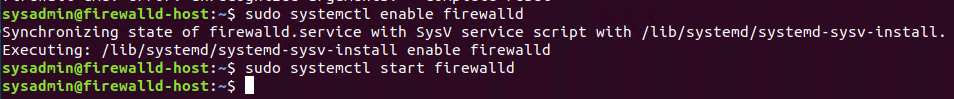 sysadmin@firewalld-host:~$ sudo systemctl enable firewalld
Synchronizing state of firewalld.service with SysV service script with /lib/systemd/systemd-sysv-install.
Executing: /lib/systemd/systemd-sysv-install enable firewalld
sysadmin@firewalld-host:~$ sudo systemctl start firewalld
sysadmin@firewalld-host:~$